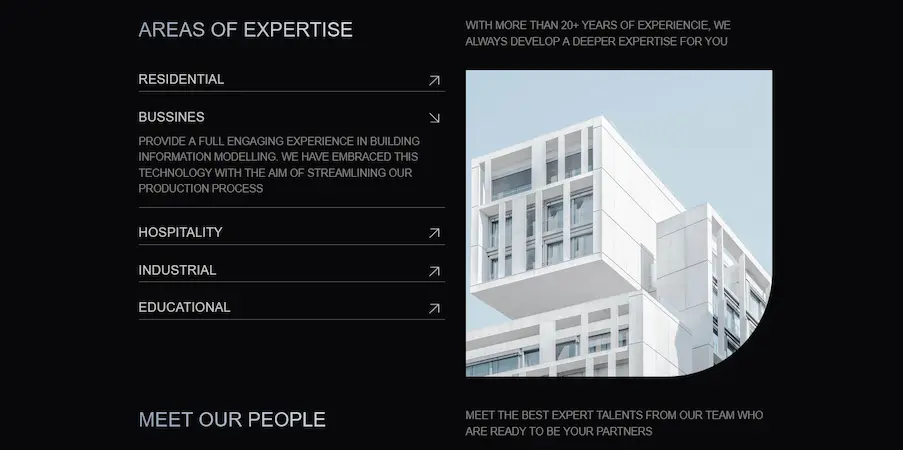 AREAS OF EXPERTISE
WITH MORE THAN 20+ YEARS OF EXPERIENCIE, WE
ALWAYS DEVELOP A DEEPER EXPERTISE FOR YOU
RESIDENTIAL
BUSSINES
PROVIDE A FULL ENGAGING EXPERIENCE IN BUILDING
INFORMATION MODELLING. WE HAVE EMBRACED THIS
TECHNOLOGY WITH THE AIM OF STREAMLINING OUR
PRODUCTION PROCESS
HOSPITALITY
INDUSTRIAL
EDUCATIONAL
MEET OUR PEOPLE
MEET THE BEST EXPERT TALENTS FROM OUR TEAM WHO
ARE READY TO BE YOUR PARTNERS